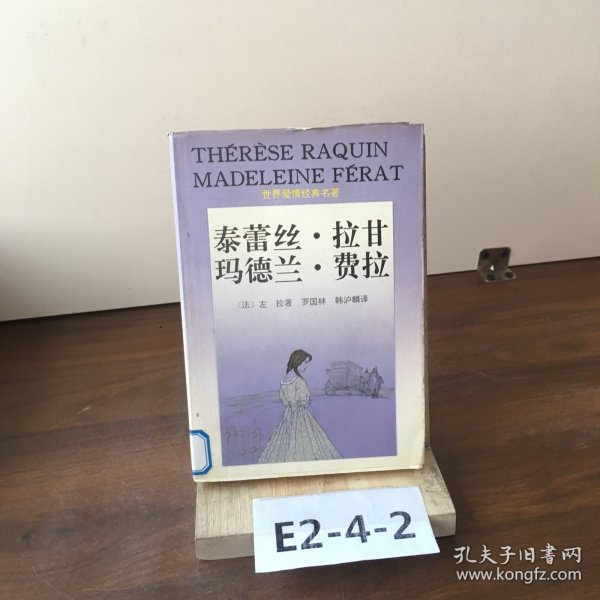 THÉRÈSE RAQUIN
MADELEINE FÉRAT
世界爱情经典名著
泰蕾丝·拉甘
玛德兰·费拉
〔法〕左 拉著 罗国林 韩沪麟译
E2-4-2
孔夫子旧书网
www.kongfz.com